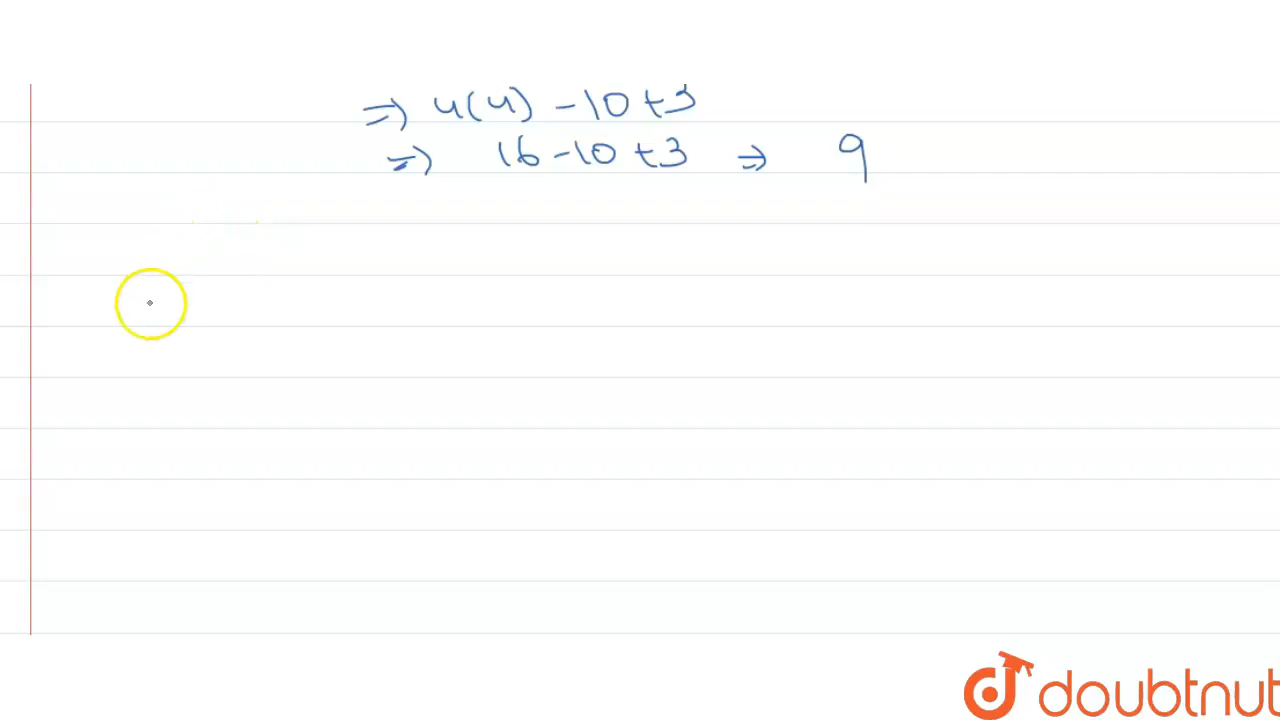 ⇒ 4(4) - 10 + 3
⇒ 16 - 10 + 3 ⇒ 9
doubtnut